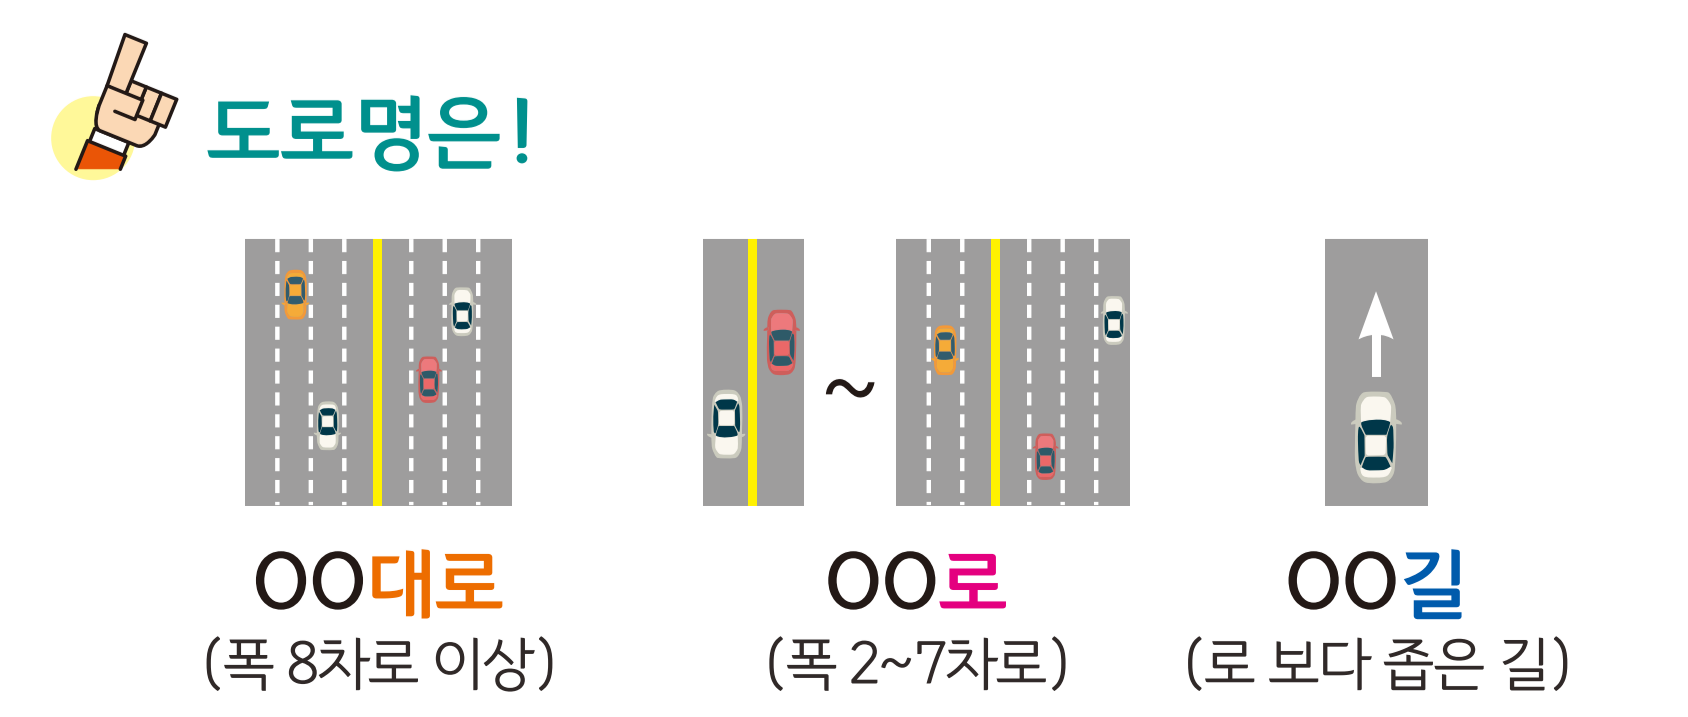 도로명은!
~
OO대로
OO로
OO길
(폭 8차로 이상)
(폭 2~7차로)
(로 보다 좁은 길)